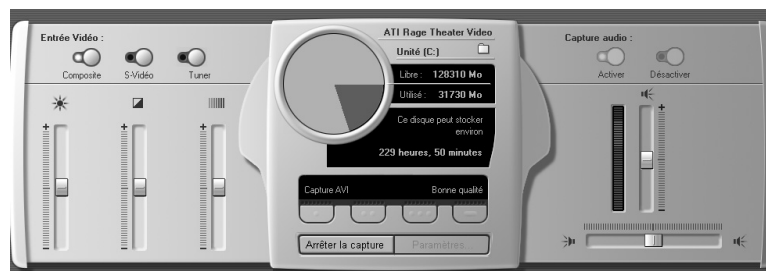 Entrée Vidéo :
Composite
S-Vidéo
Tuner
ATI Rage Theater Video
Unité (C:)
Libre : 128310 Mo
Utilisé : 31730 Mo
Ce disque peut stocker
environ
229 heures, 50 minutes
Capture AVI
Bonne qualité
Arrêter la capture
Paramètres...
Capture audio :
Activer
Désactiver